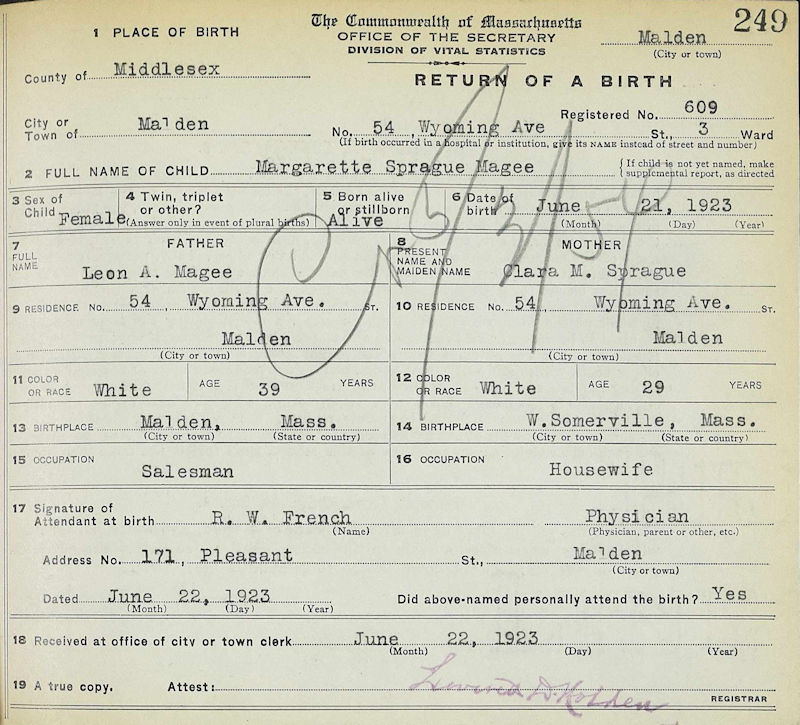 249
The Commonwealth of Massachusetts
OFFICE OF THE SECRETARY
DIVISION OF VITAL STATISTICS
Malden
(City or town)
1 PLACE OF BIRTH
County of Middlesex
RETURN OF A BIRTH
Registered No. 609
City or Town of Malden No. 54, Wyoming Ave St., 3 Ward
(If birth occurred in a hospital or institution, give its NAME instead of street and number)
2 FULL NAME OF CHILD Margarette Sprague Magee { If child is not yet named, make supplemental report, as directed
3 Sex of Child Female
4 Twin, triplet or other?
(Answer only in event of plural births)
5 Born alive or stillborn Alive
6 Date of birth June 21, 1923
(Month) (Day) (Year)
7 FULL NAME
FATHER
Leon A. Magee
8 PRESENT NAME AND MAIDEN NAME
MOTHER
Clara M. Sprague
9 RESIDENCE No. 54, Wyoming Ave. ST.
Malden
(City or town)
10 RESIDENCE No. 54, Wyoming Ave. ST.
Malden
(City or town)
11 COLOR OR RACE White AGE 39 YEARS
12 COLOR OR RACE White AGE 29 YEARS
13 BIRTHPLACE Malden, Mass.
(City or town) (State or country)
14 BIRTHPLACE W.Somerville, Mass.
(City or town) (State or country)
15 OCCUPATION Salesman
16 OCCUPATION Housewife
17 Signature of Attendant at birth R. W. French Physician
(Name) (Physician, parent or other, etc.)
Address No. 171, Pleasant St., Malden
(City or town)
Dated June 22, 1923 Did above-named personally attend the birth? Yes
(Month) (Day) (Year)
18 Received at office of city or town clerk June 22, 1923
(Month) (Day) (Year)
19 A true copy. Attest: Holden REGISTRAR